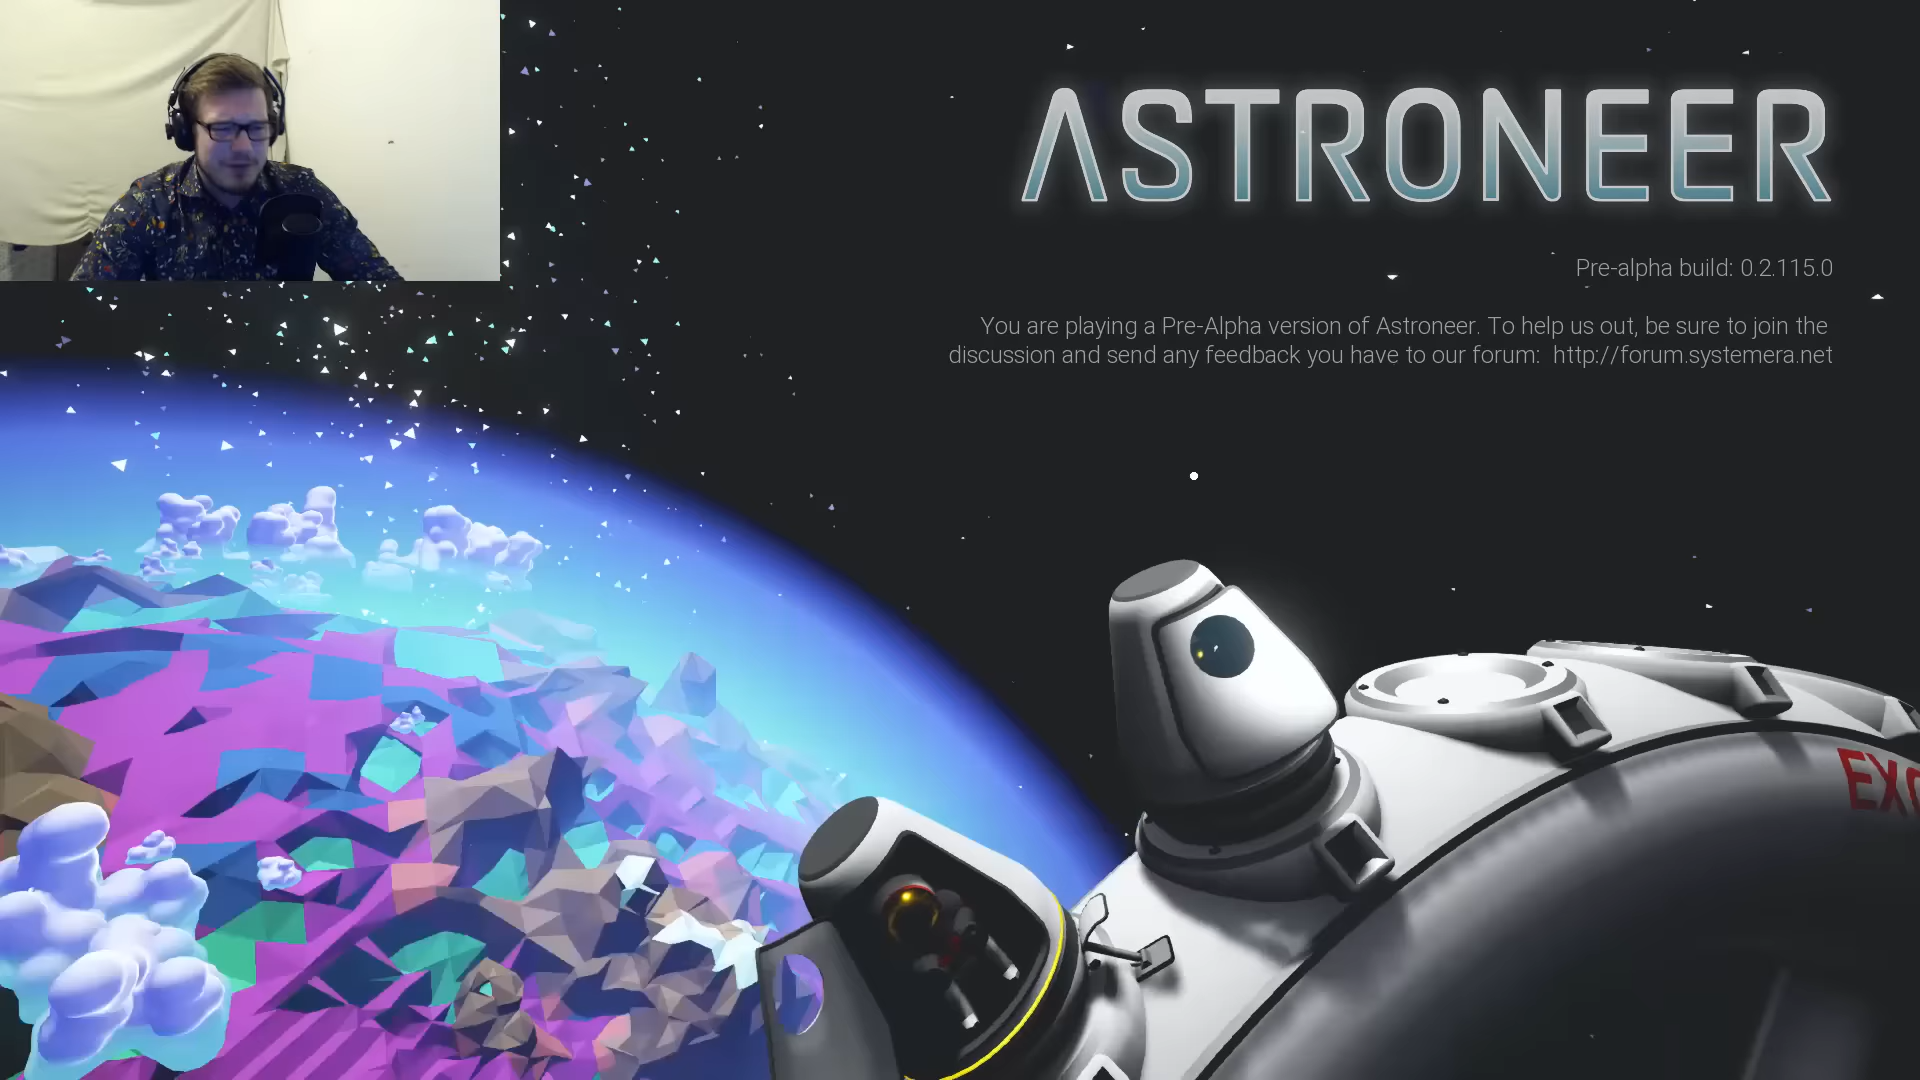 ASTRONEER
Pre-alpha build: 0.2.115.0
You are playing a Pre-Alpha version of Astroneer. To help us out, be sure to join the
discussion and send any feedback you have to our forum: http://forum.systemera.net